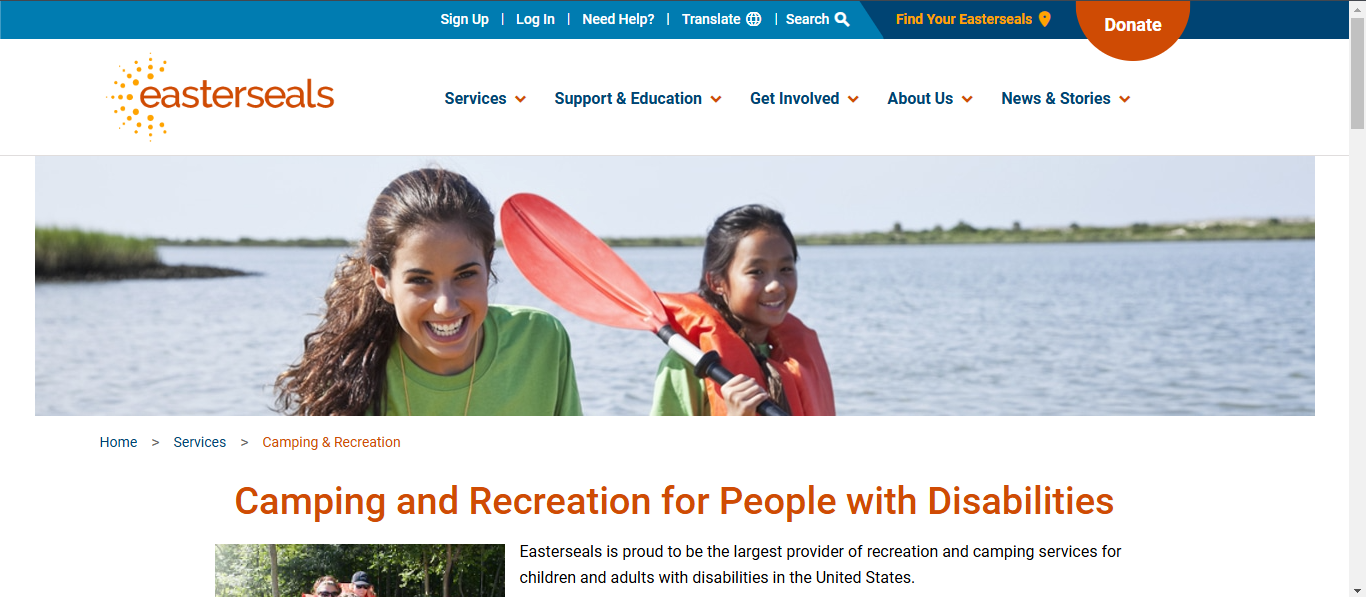 Sign Up | Log In | Need Help? | Translate | Search Find Your Easterseals Donate
easterseals
Services Support & Education Get Involved About Us News & Stories
Home > Services > Camping & Recreation
Camping and Recreation for People with Disabilities
Easterseals is proud to be the largest provider of recreation and camping services for
children and adults with disabilities in the United States.